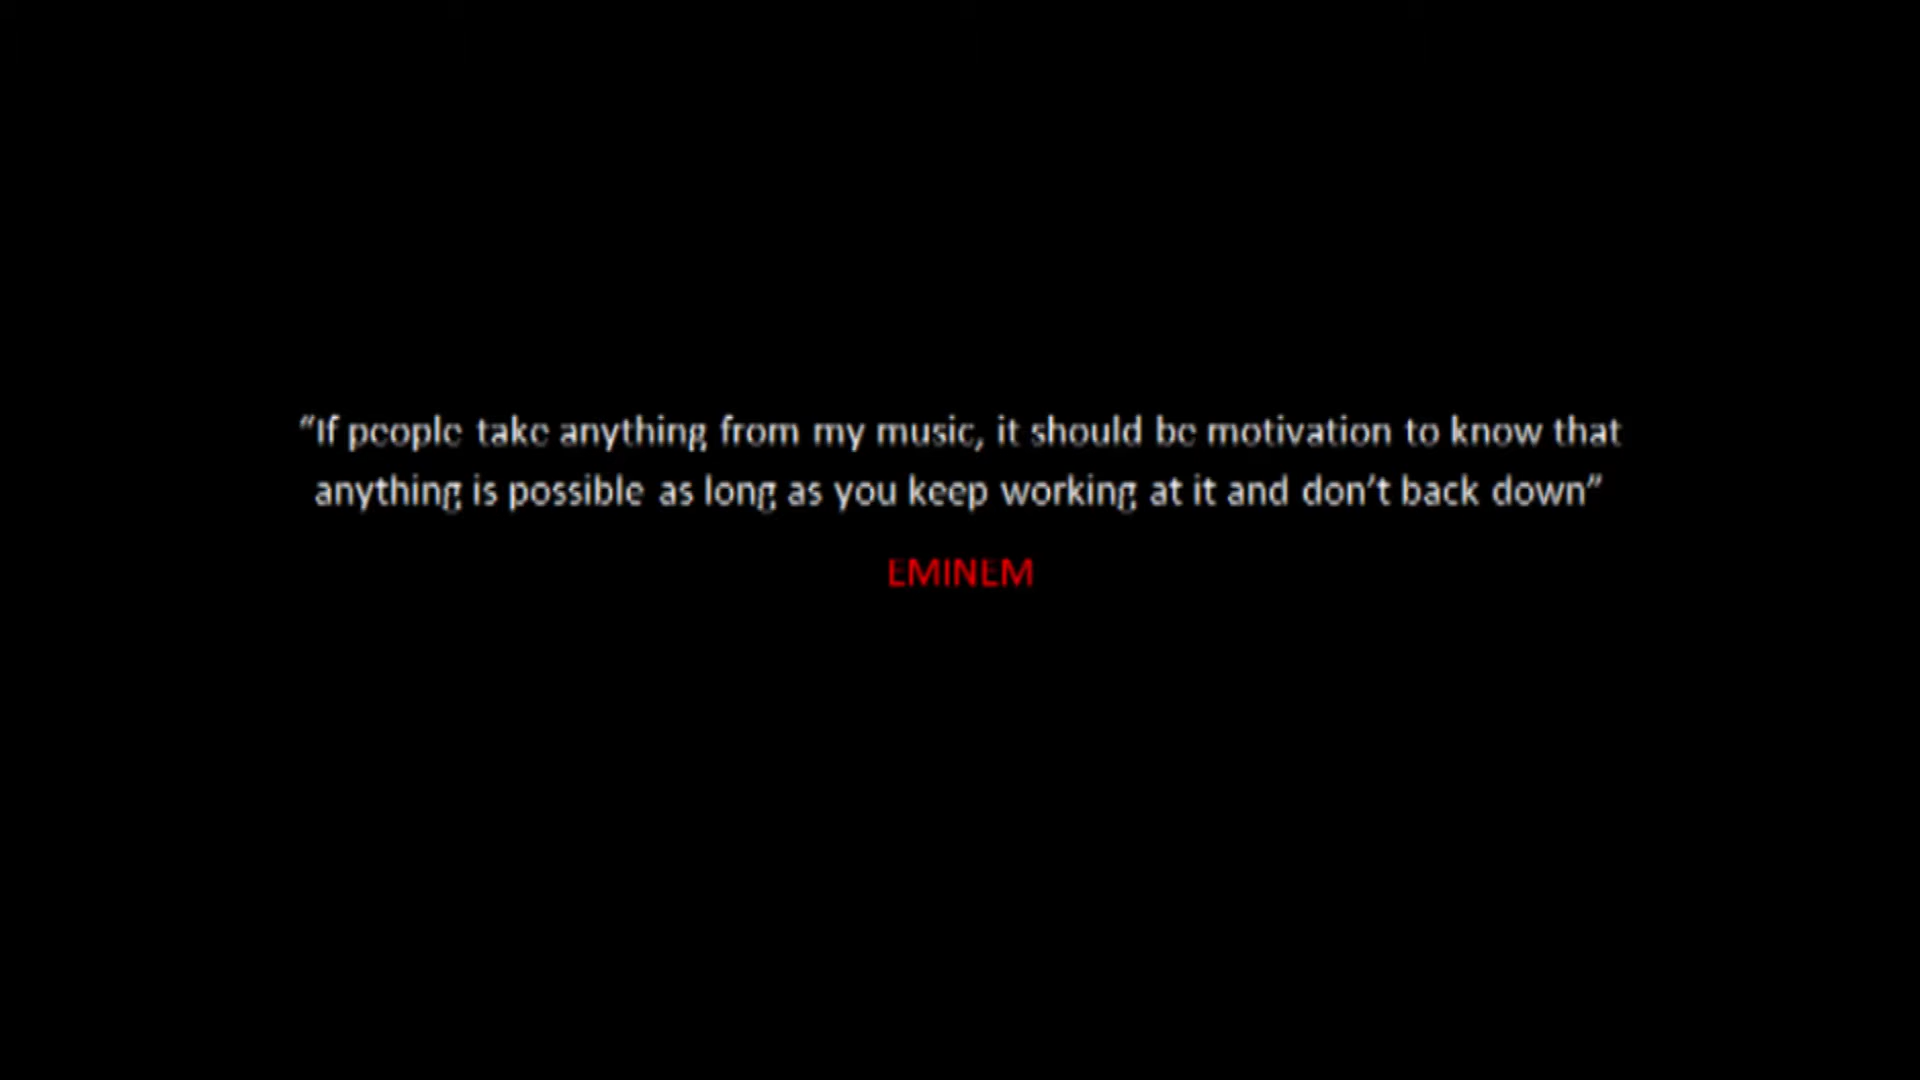 “If people take anything from my music, it should be motivation to know that
anything is possible as long as you keep working at it and don’t back down”
EMINEM